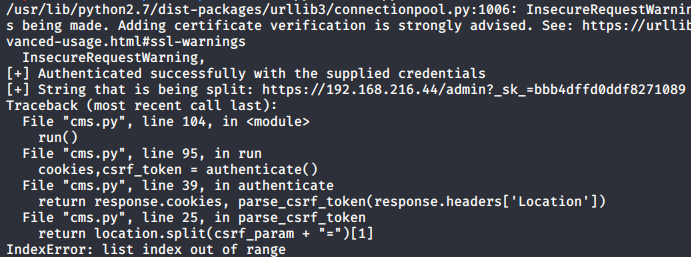 /usr/lib/python2.7/dist-packages/urllib3/connectionpool.py:1006: InsecureRequestWarnin
s being made. Adding certificate verification is strongly advised. See: https://urllib
vanced-usage.html#ssl-warnings
InsecureRequestWarning,
[+] Authenticated successfully with the supplied credentials
[+] String that is being split: https://192.168.216.44/admin?_sk_=bbb4dffd0ddf8271089
Traceback (most recent call last):
File "cms.py", line 104, in <module>
run()
File "cms.py", line 95, in run
cookies,csrf_token = authenticate()
File "cms.py", line 39, in authenticate
return response.cookies, parse_csrf_token(response.headers['Location'])
File "cms.py", line 25, in parse_csrf_token
return location.split(csrf_param + "=")[1]
IndexError: list index out of range